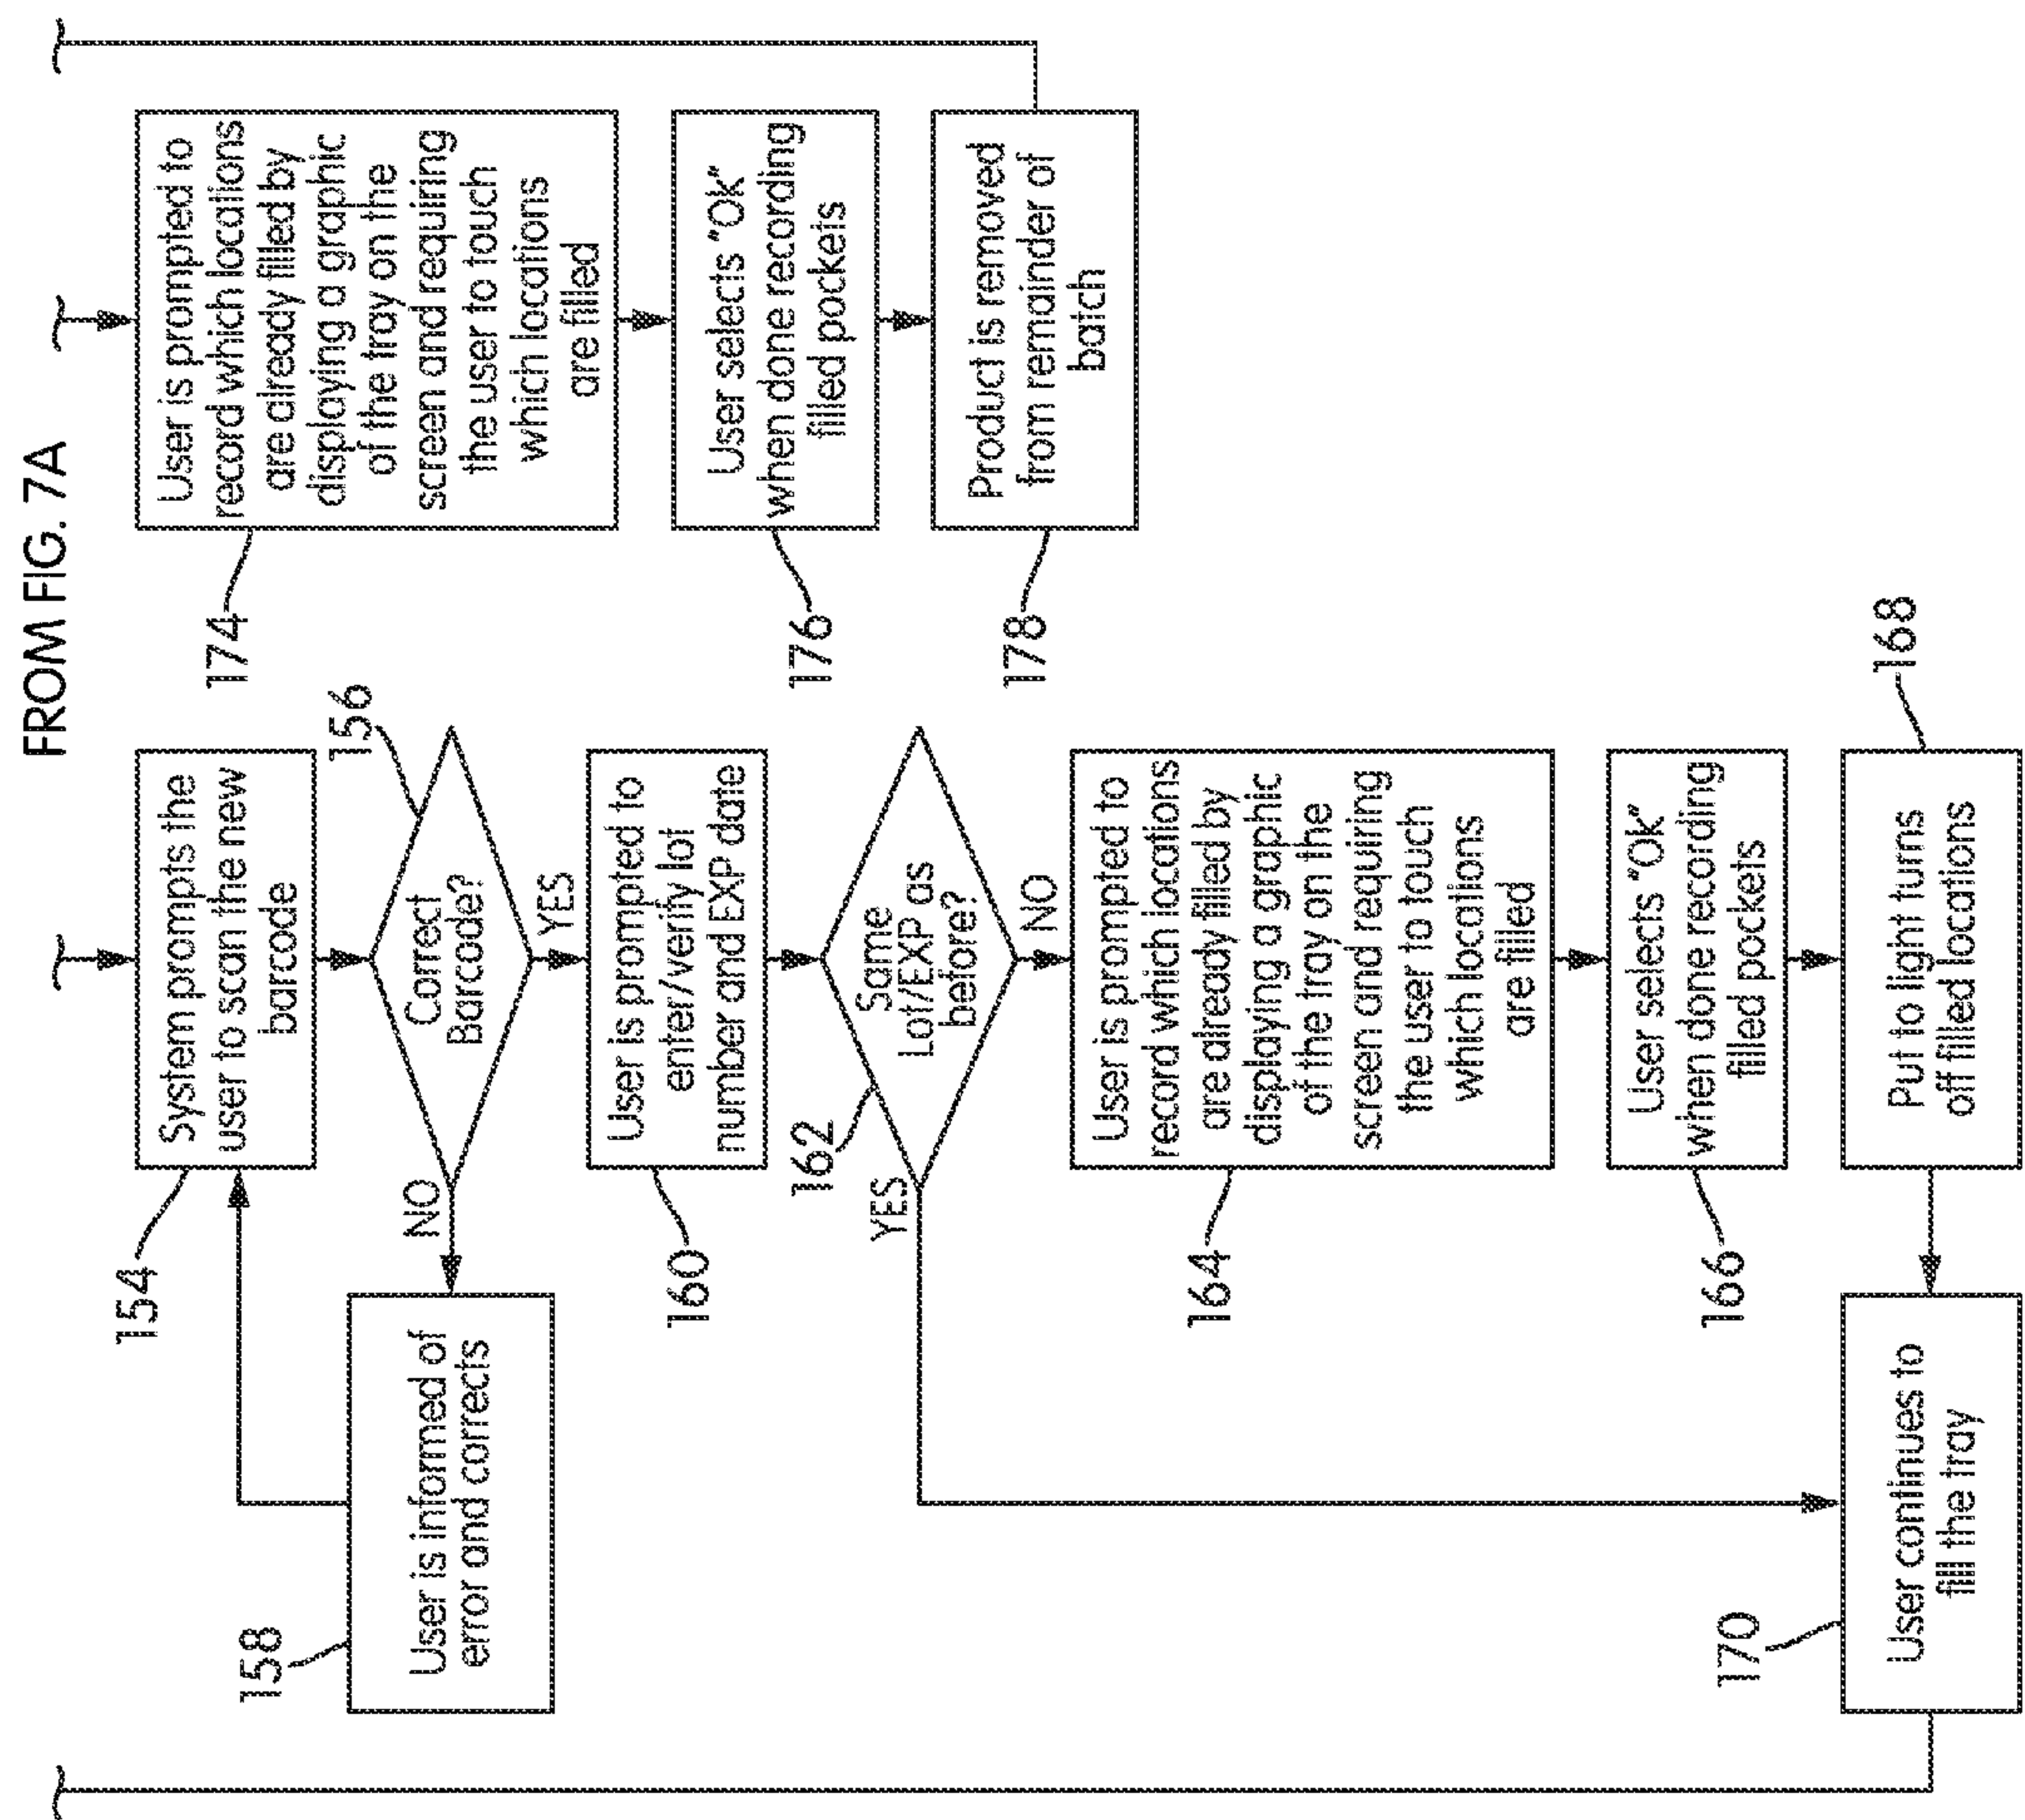 FROM FIG. 7A
154
System prompts the
user to scan the new
barcode
156
Correct
Barcode?
NO
YES
158
User is informed of
error and corrects
160
User is prompted to
enter/verify lot
number and EXP date
162
Same
Lot/EXP as
before?
YES
NO
164
User is prompted to
record which locations
are already filled by
displaying a graphic
of the tray on the
screen and requiring
the user to touch
which locations
are filled
166
User selects "Ok"
when done recording
filled pockets
168
Put to light turns
off filled locations
170
User continues to
fill the tray
174
User is prompted to
record which locations
are already filled by
displaying a graphic
of the tray on the
screen and requiring
the user to touch
which locations
are filled
176
User selects "Ok"
when done recording
filled pockets
178
Product is removed
from remainder of
batch